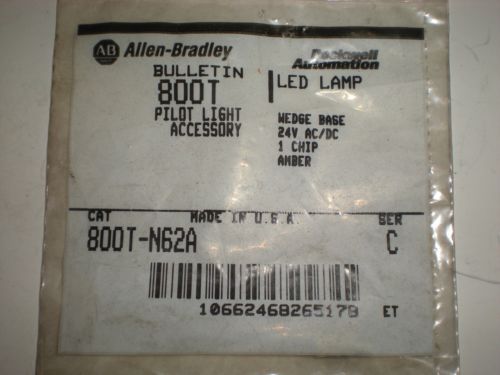 AB Allen-Bradley
Rockwell Automation
BULLETIN
800T
PILOT LIGHT
ACCESSORY
LED LAMP
WEDGE BASE
24V AC/DC
1 CHIP
AMBER
CAT
MADE IN U.S.A.
SER
800T-N62A
C
10662468265178
ET